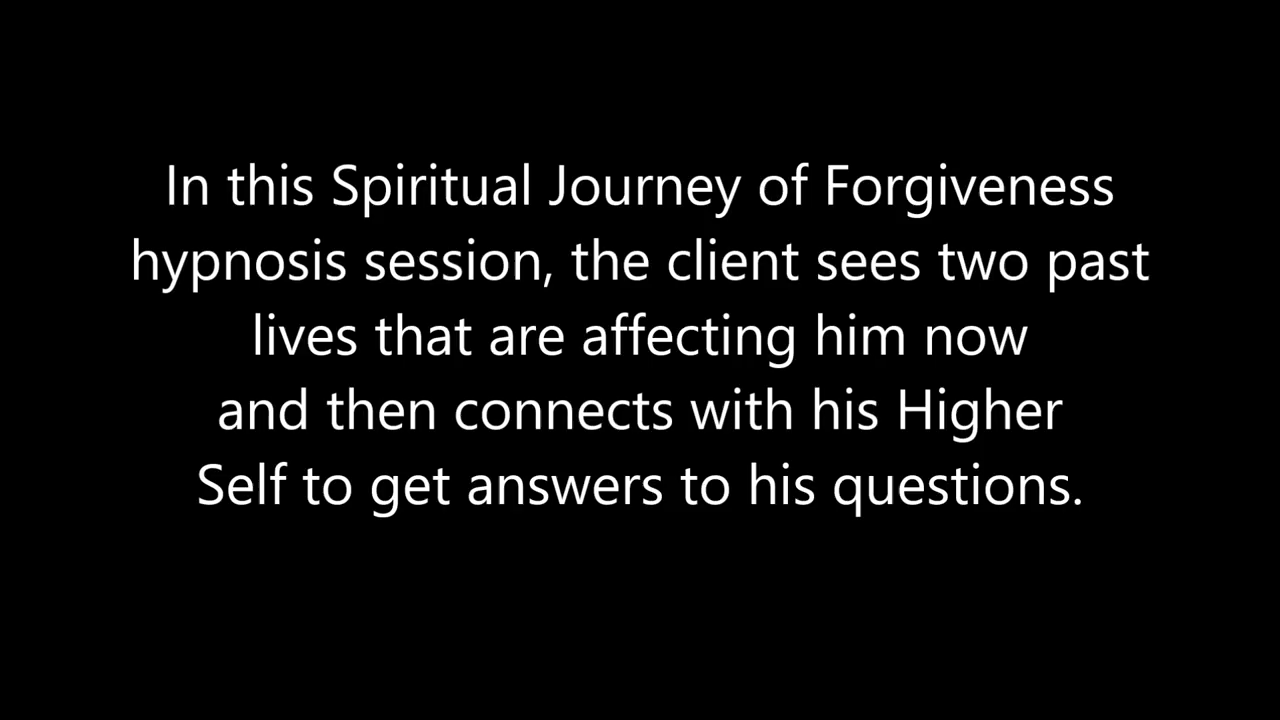 In this Spiritual Journey of Forgiveness
hypnosis session, the client sees two past
lives that are affecting him now
and then connects with his Higher
Self to get answers to his questions.